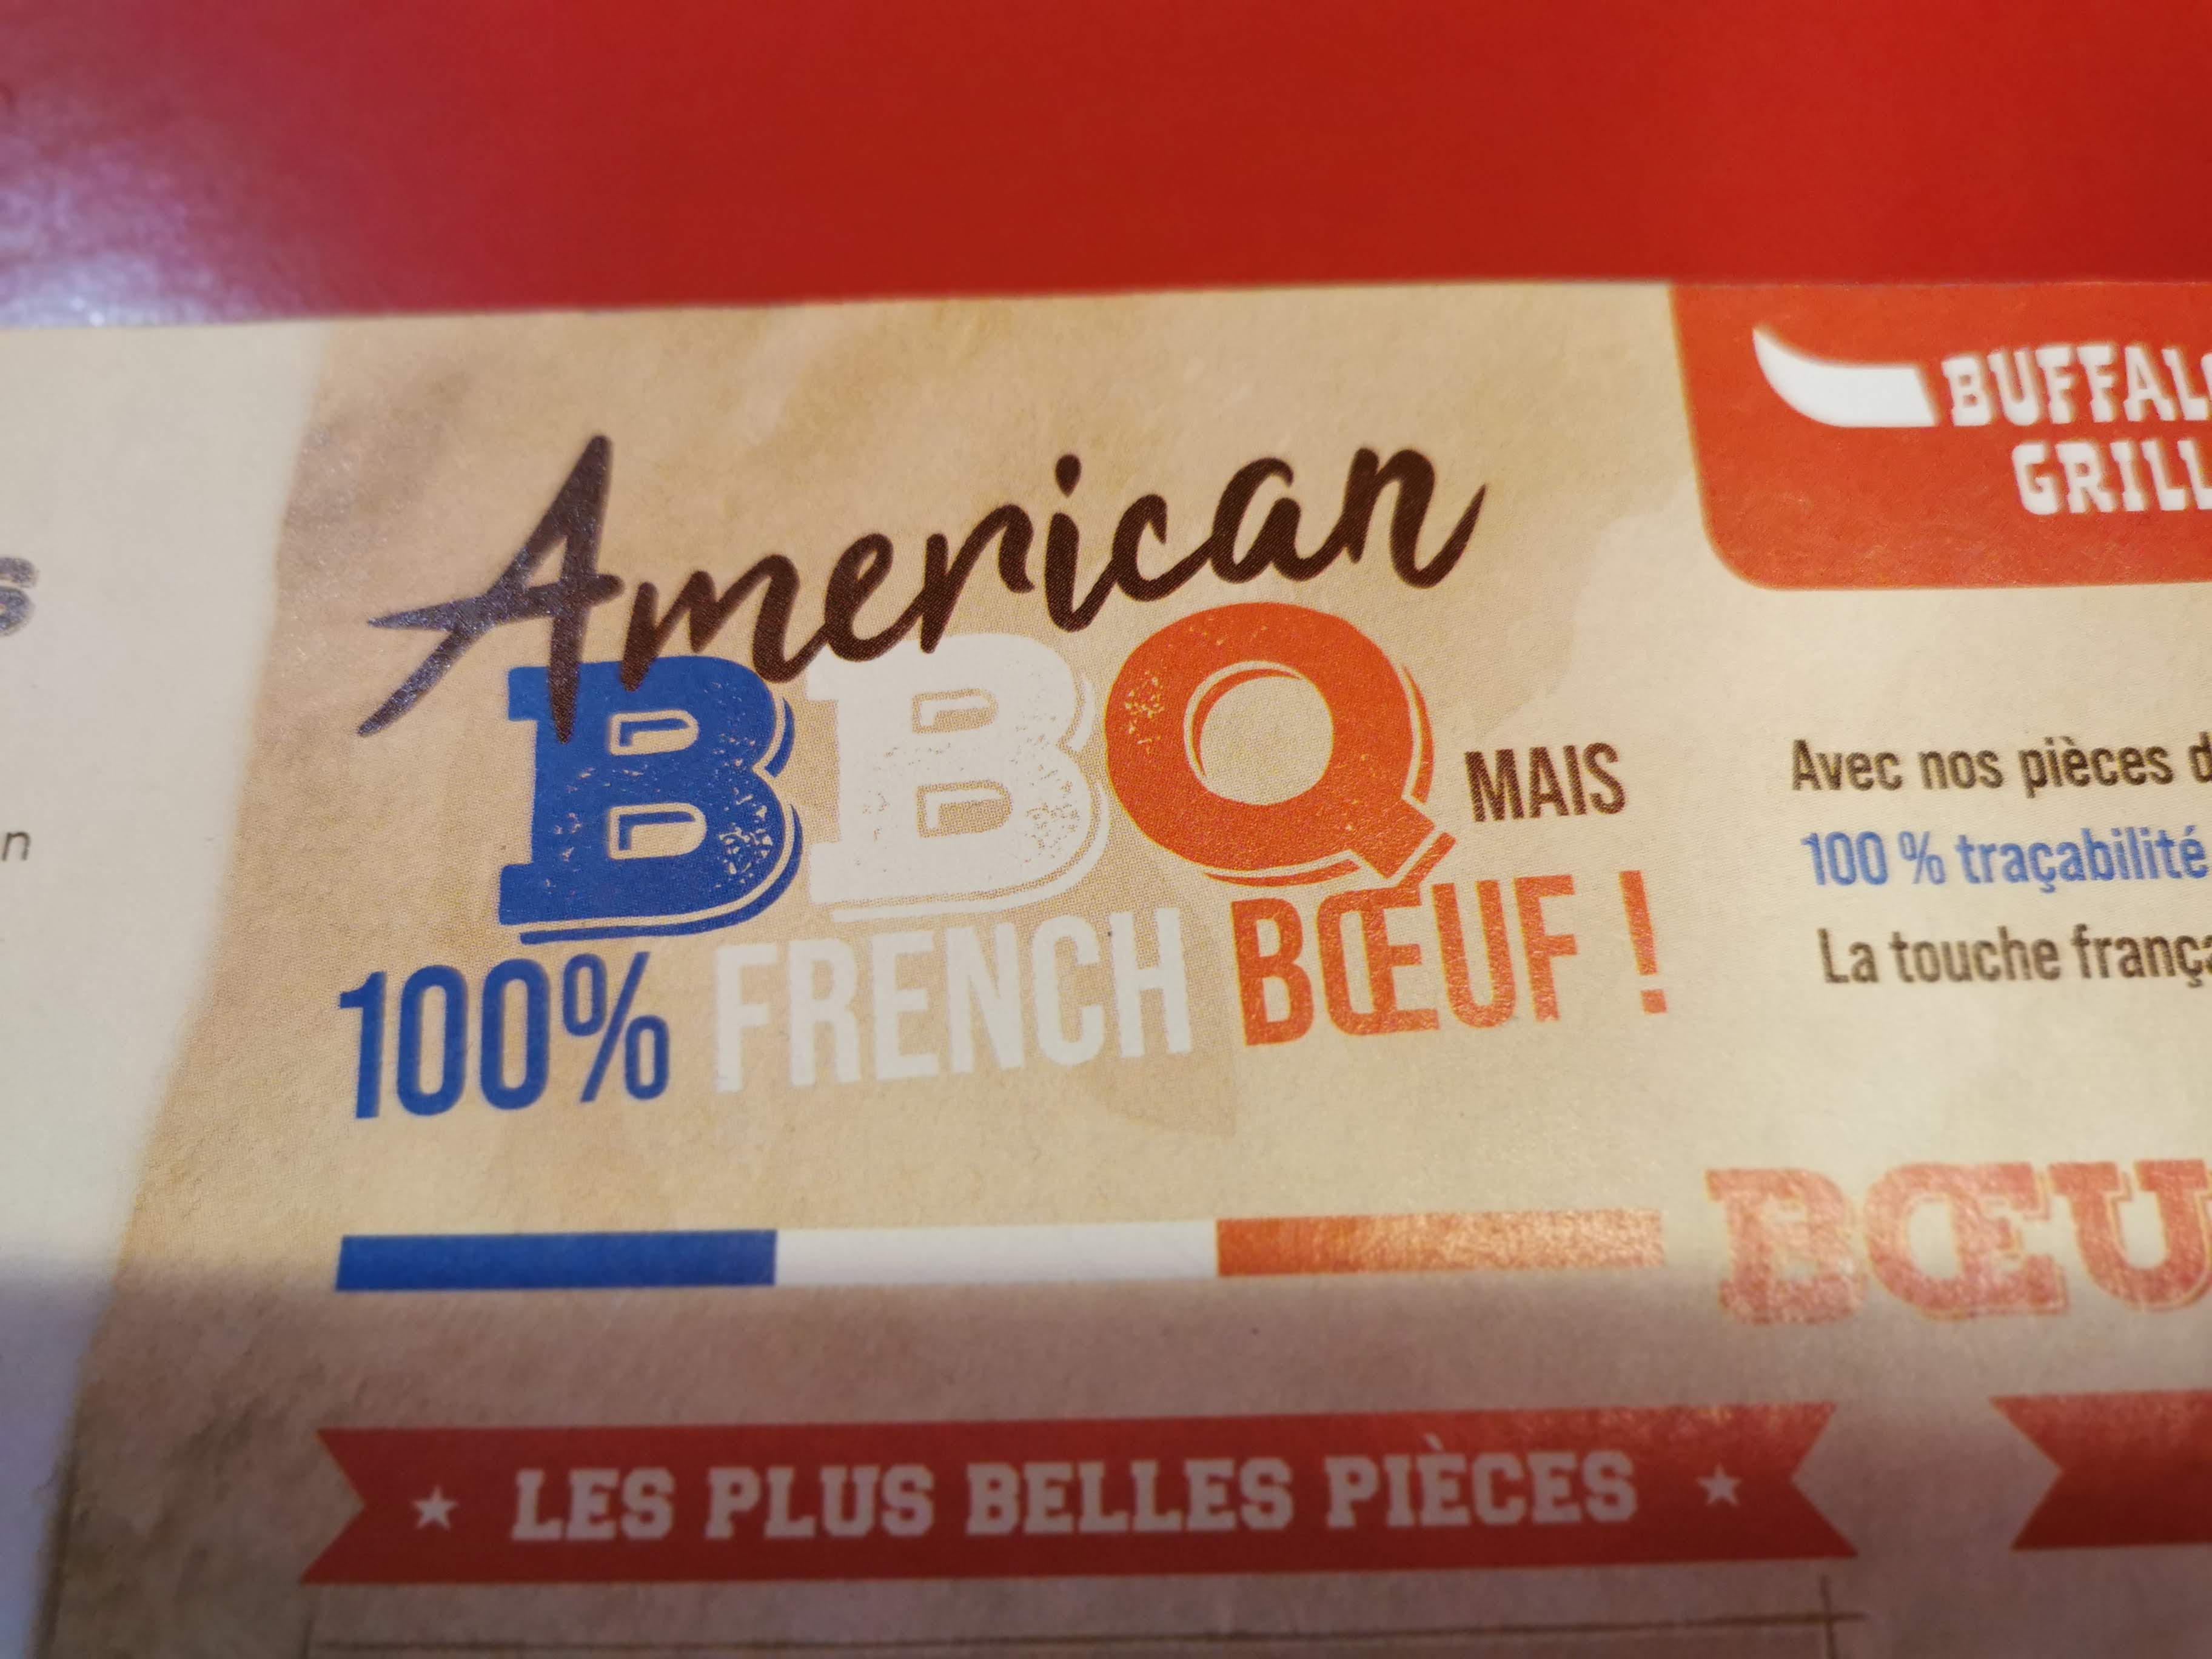 American
BBQ MAIS
100% FRENCH BŒUF !
BUFFALO
GRILL
Avec nos pièces
100 % traçabilité
La touche
LES PLUS BELLES PIÈCES